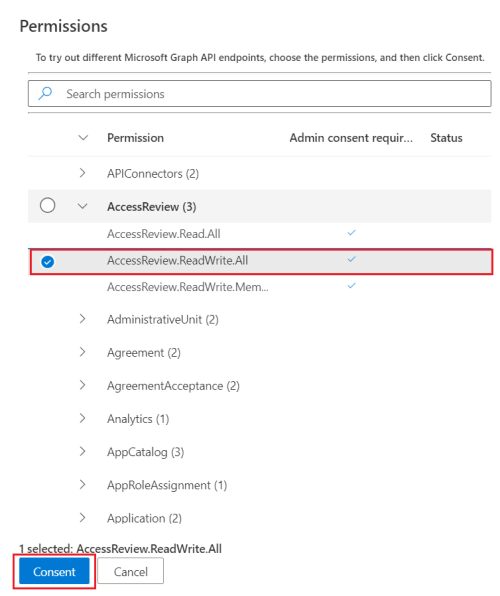 Permissions
To try out different Microsoft Graph API endpoints, choose the permissions, and then click Consent.
Search permissions
Permission Admin consent requir... Status
APIConnectors (2)
AccessReview (3)
AccessReview.Read.All
AccessReview.ReadWrite.All
AccessReview.ReadWrite.Mem...
AdministrativeUnit (2)
Agreement (2)
AgreementAcceptance (2)
Analytics (1)
AppCatalog (3)
AppRoleAssignment (1)
Application (2)
1 selected: AccessReview.ReadWrite.All
Consent Cancel